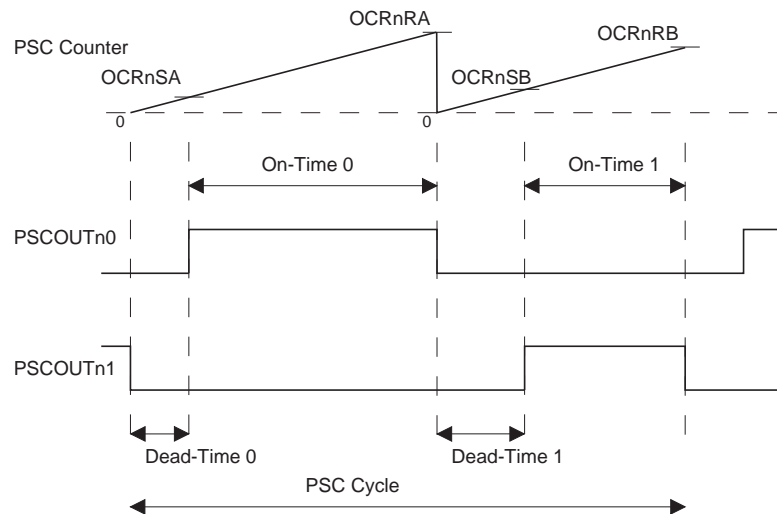 OCRnRA
OCRnRB
PSC Counter
OCRnSA
OCRnSB
0
0
On-Time 0
On-Time 1
PSCOUTn0
PSCOUTn1
Dead-Time 0
Dead-Time 1
PSC Cycle